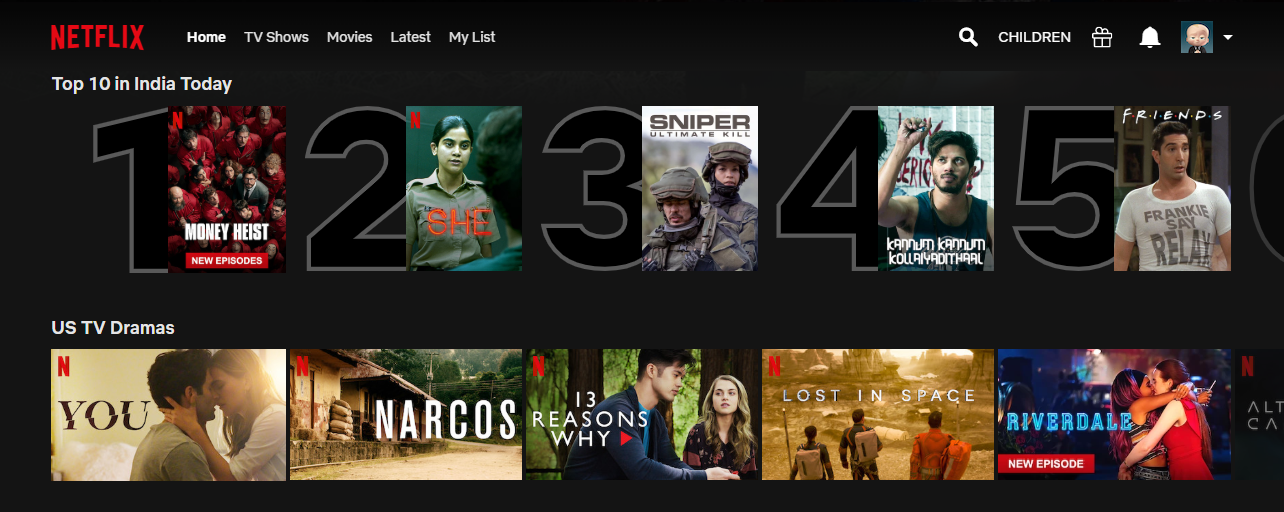 NETFLIX
Home TV Shows Movies Latest My List
CHILDREN
Top 10 in India Today
1 2 3 4 5
N
MONEY HEIST
NEW EPISODES
N
SHE
SNIPER
ULTIMATE KILL
KANNUM KANNUM
KOLLAIYADITHAAL
F·R·I·E·N·D·S
FRANKIE
SAY
RELAX
US TV Dramas
N
YOU
N
NARCOS
N
13
REASONS
WHY
N
LOST IN SPACE
N
RIVERDALE
NEW EPISODE
N
ALT
CA